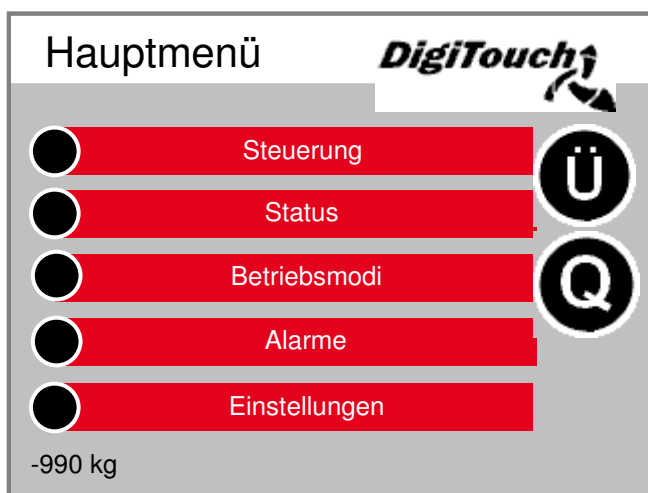 Hauptmenü
DigiTouch
Steuerung
Ü
Status
Betriebsmodi
Q
Alarme
Einstellungen
-990 kg